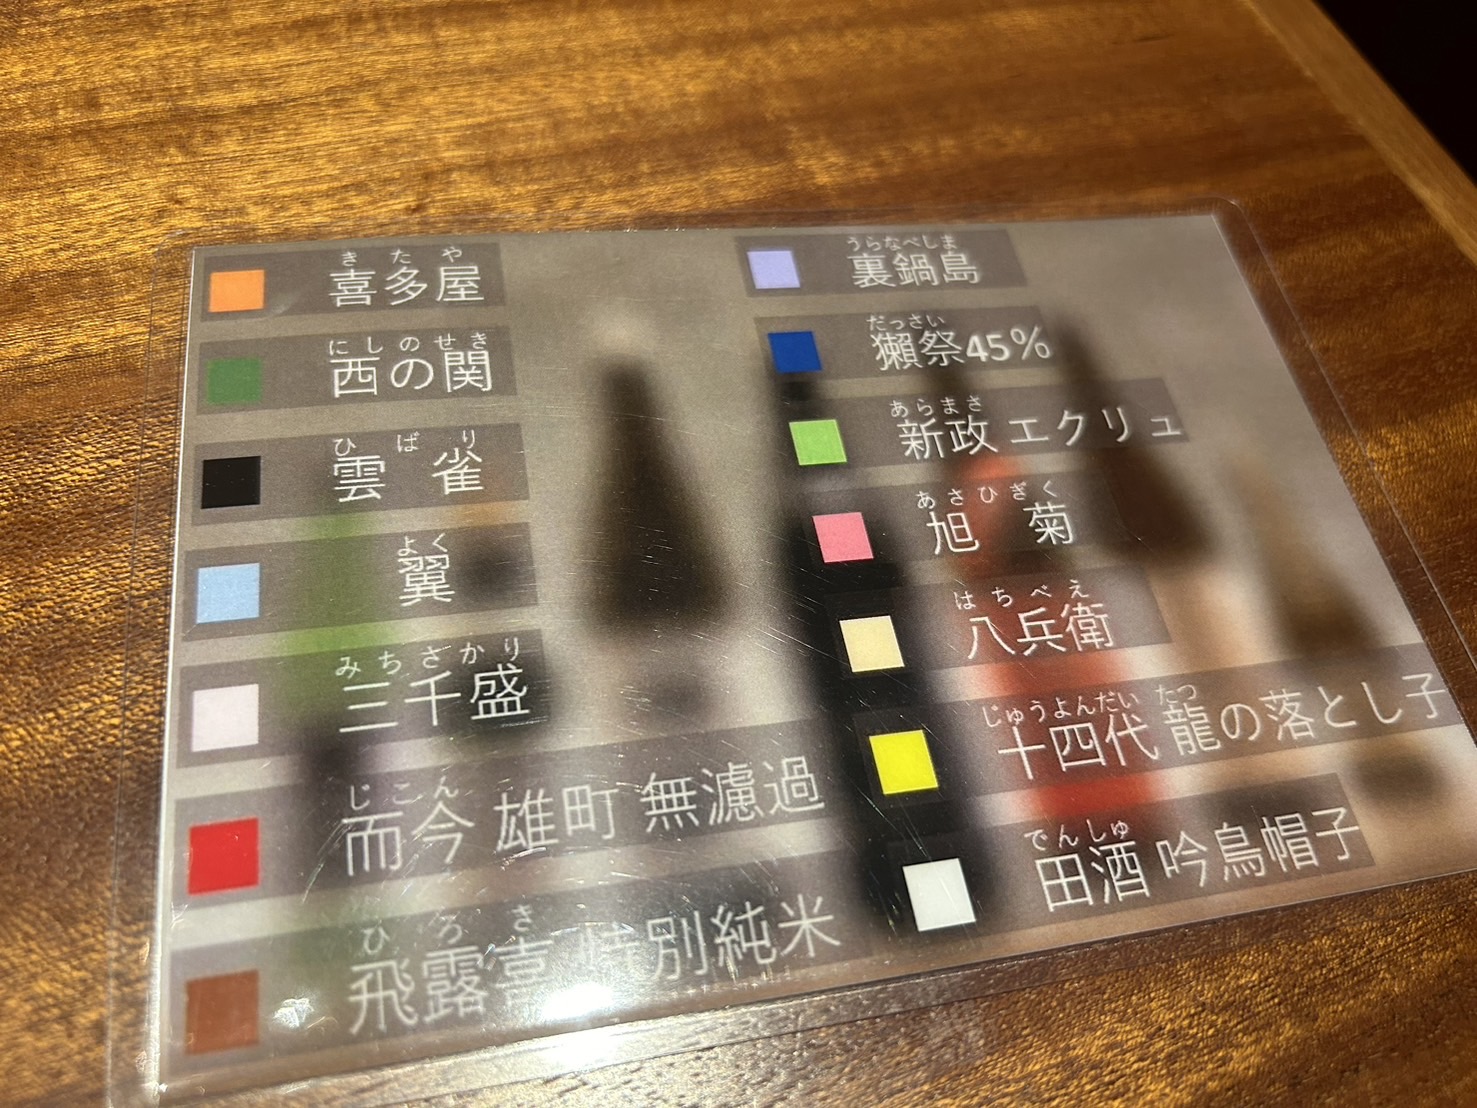 きたや
喜多屋
にしのせき
西の関
ひばり
雲雀
よく
翼
みちさかり
三千盛
じこん
而今 雄町 無濾過
ひろき
飛露喜 特別純米
うらなべしま
裏鍋島
だっさい
獺祭45%
あらまさ
新政 エクリュ
あさひぎく
旭菊
はちべえ
八兵衛
じゅうよんだい たつ
十四代 龍の落とし子
でんしゅ
田酒 吟烏帽子